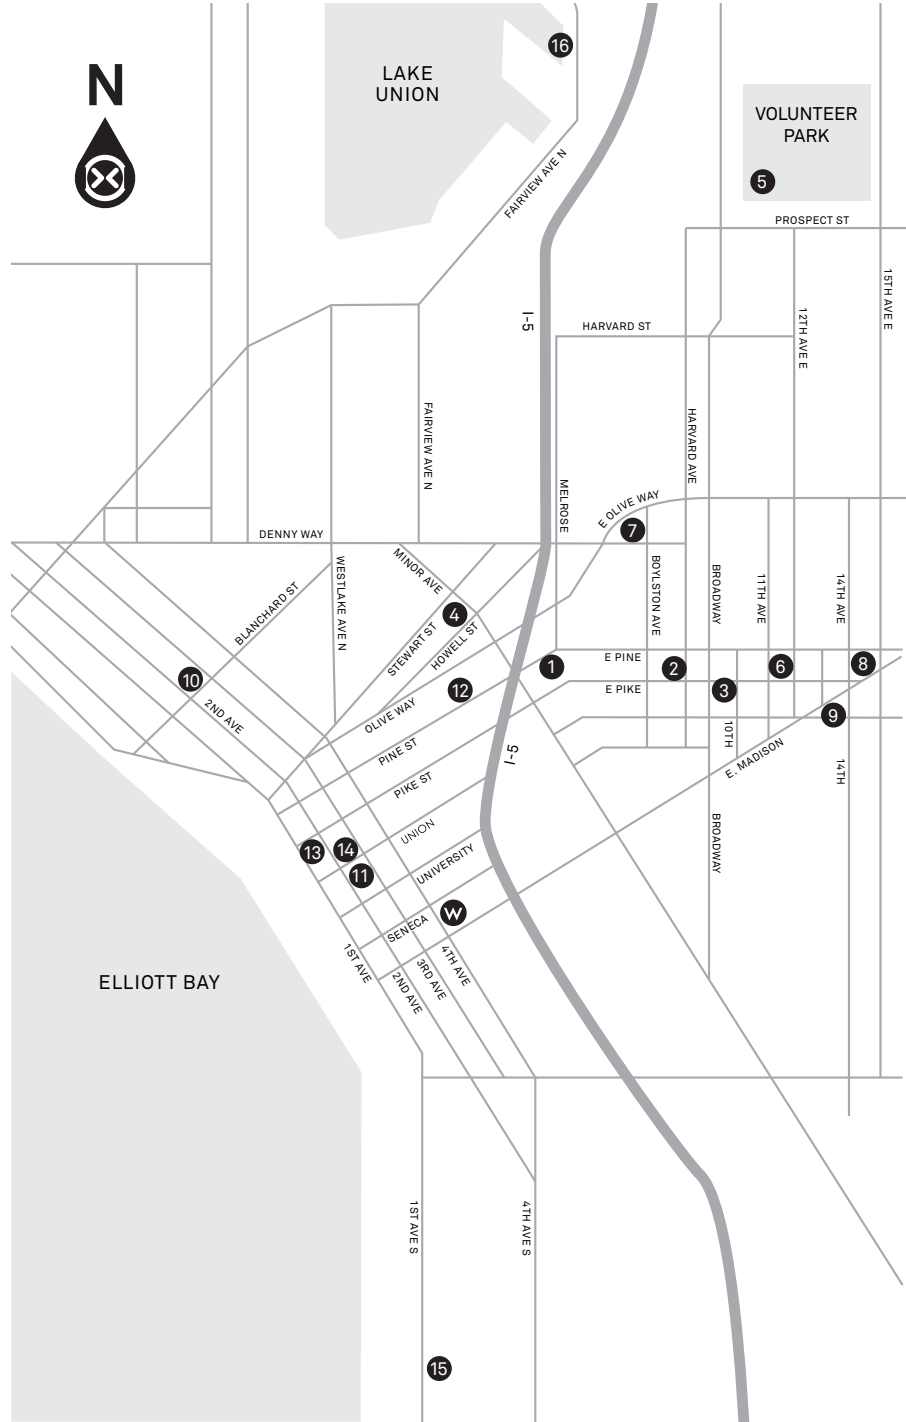 16
N
LAKE
UNION
VOLUNTEER
PARK
5
FAIRVIEW AVE N
PROSPECT ST
15TH AVE E
I-5
HARVARD ST
12TH AVE E
FAIRVIEW AVE N
HARVARD AVE
MELROSE
E OLIVE WAY
7
DENNY WAY
MINOR AVE
WESTLAKE AVE N
BLANCHARD ST
BOYLSTON AVE
BROADWAY
11TH AVE
14TH AVE
4
STEWART ST
HOWELL ST
E PINE
1
2
6
8
10
12
E PIKE
3
2ND AVE
OLIVE WAY
9
10TH
PINE ST
I-5
E. MADISON
14TH
PIKE ST
UNION
BROADWAY
13
14
11
UNIVERSITY
W
SENECA
1ST AVE
4TH AVE
3RD AVE
2ND AVE
ELLIOTT BAY
1ST AVE S
4TH AVE S
15